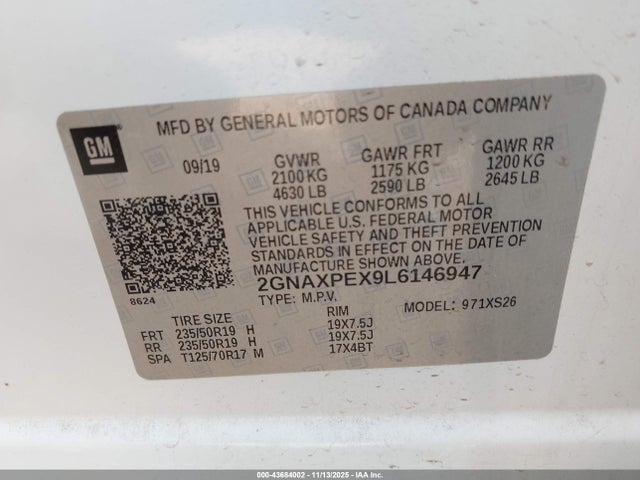 GM
MFD BY GENERAL MOTORS OF CANADA COMPANY
09/19 GVWR GAWR FRT GAWR RR
2100 KG 1175 KG 1200 KG
4630 LB 2590 LB 2645 LB
THIS VEHICLE CONFORMS TO ALL
APPLICABLE U.S. FEDERAL MOTOR
VEHICLE SAFETY AND THEFT PREVENTION
STANDARDS IN EFFECT ON THE DATE OF
MANUFACTURE SHOWN ABOVE.
2GNAXPEX9L6146947
8624
TYPE: M.P.V. MODEL: 971XS26
TIRE SIZE RIM
FRT 235/50R19 H 19X7.5J
RR 235/50R19 H 19X7.5J
SPA T125/70R17 M 17X4BT
000-43684002 - 11/13/2025 - IAA Inc.